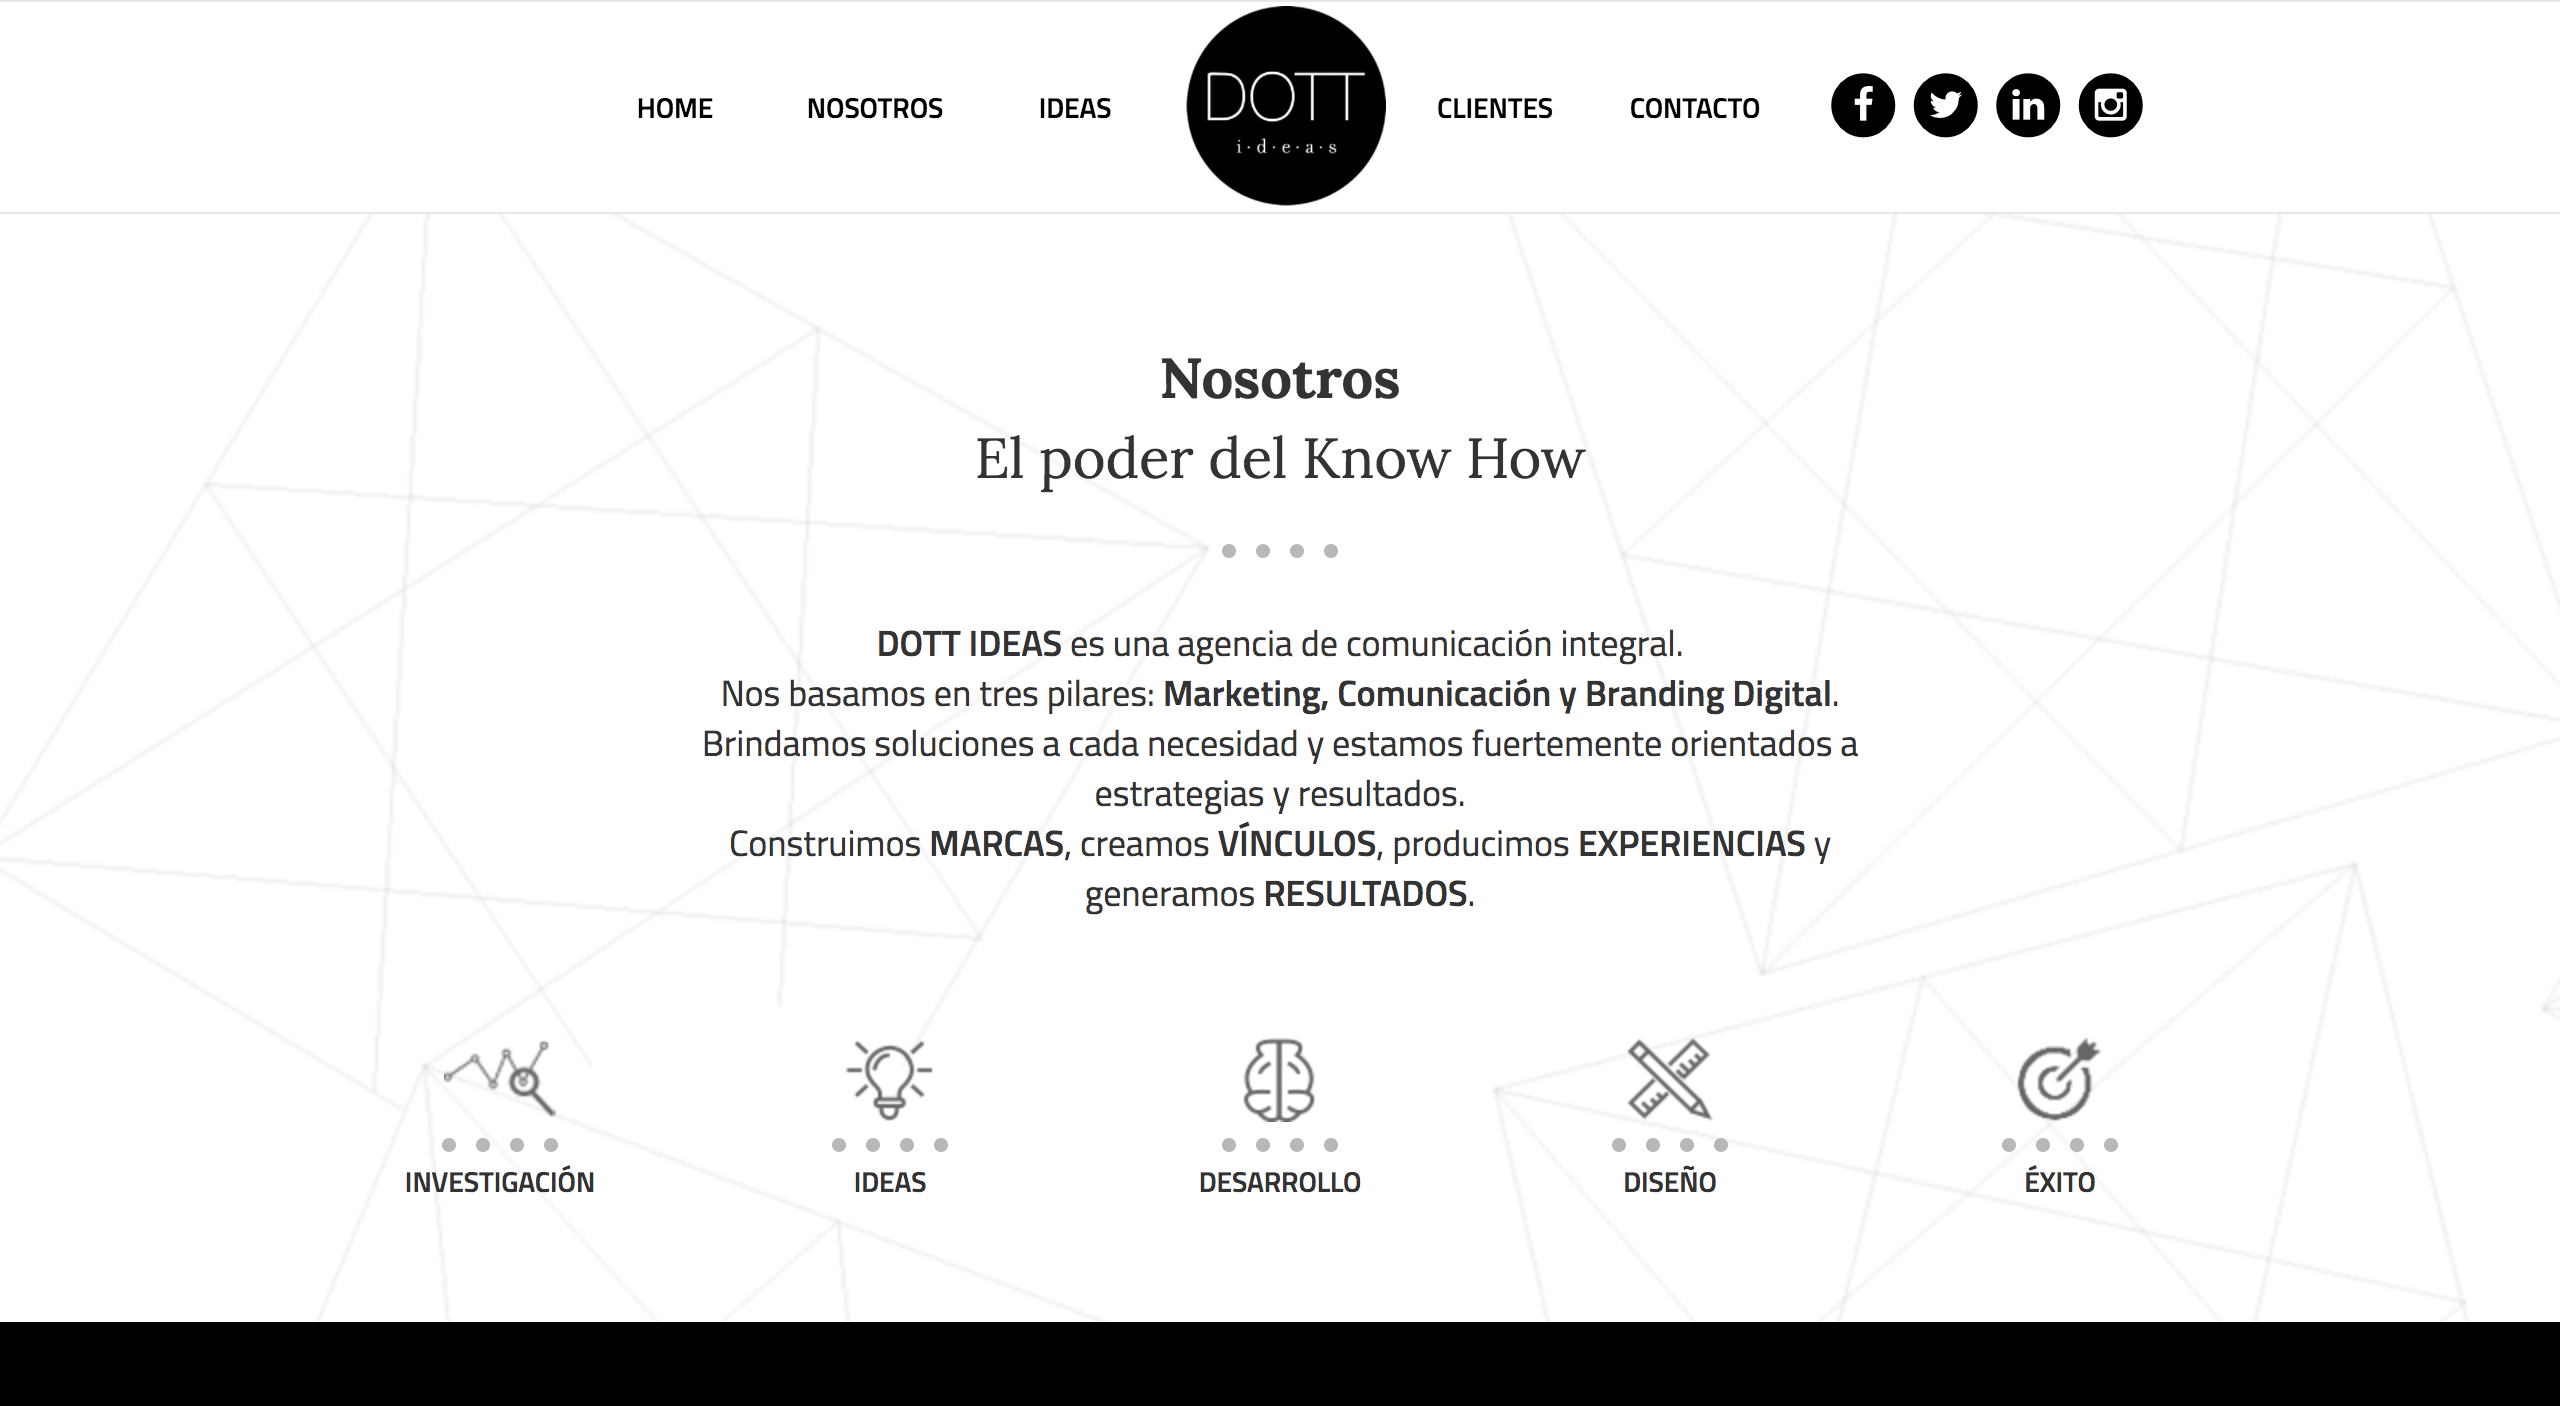 HOME NOSOTROS IDEAS DOTT CLIENTES CONTACTO
i·d·e·a·s
Nosotros
El poder del Know How
DOTT IDEAS es una agencia de comunicación integral.
Nos basamos en tres pilares: Marketing, Comunicación y Branding Digital.
Brindamos soluciones a cada necesidad y estamos fuertemente orientados a
estrategias y resultados.
Construimos MARCAS, creamos VÍNCULOS, producimos EXPERIENCIAS y
generamos RESULTADOS.
INVESTIGACIÓN IDEAS DESARROLLO DISEÑO ÉXITO